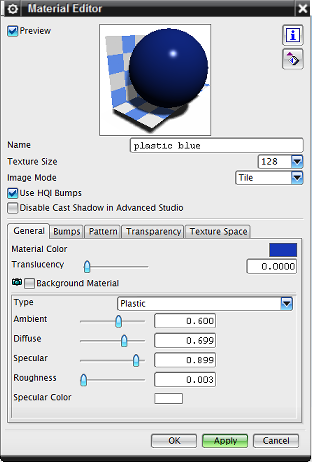 Material Editor
Preview
Name plastic blue
Texture Size 128
Image Mode Tile
Use HQI Bumps
Disable Cast Shadow in Advanced Studio
General Bumps Pattern Transparency Texture Space
Material Color
Translucency 0.0000
Background Material
Type Plastic
Ambient 0.600
Diffuse 0.699
Specular 0.899
Roughness 0.003
Specular Color
OK Apply Cancel